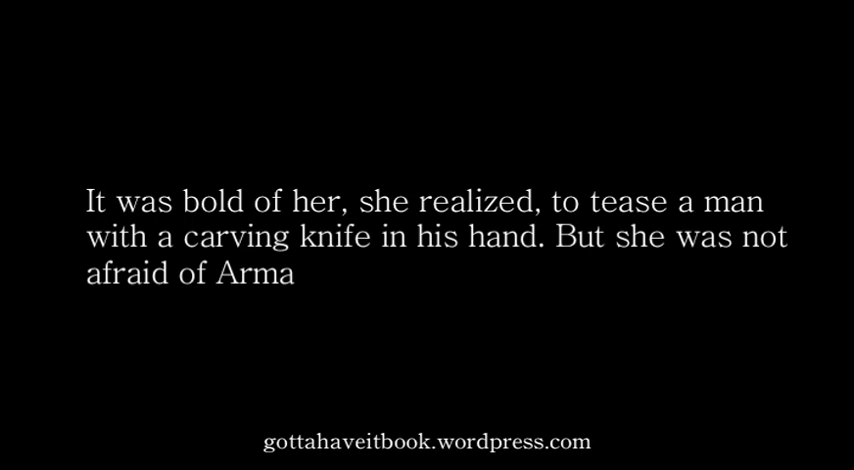 It was bold of her, she realized, to tease a man
with a carving knife in his hand. But she was not
afraid of Arma
gottahaveitbook.wordpress.com